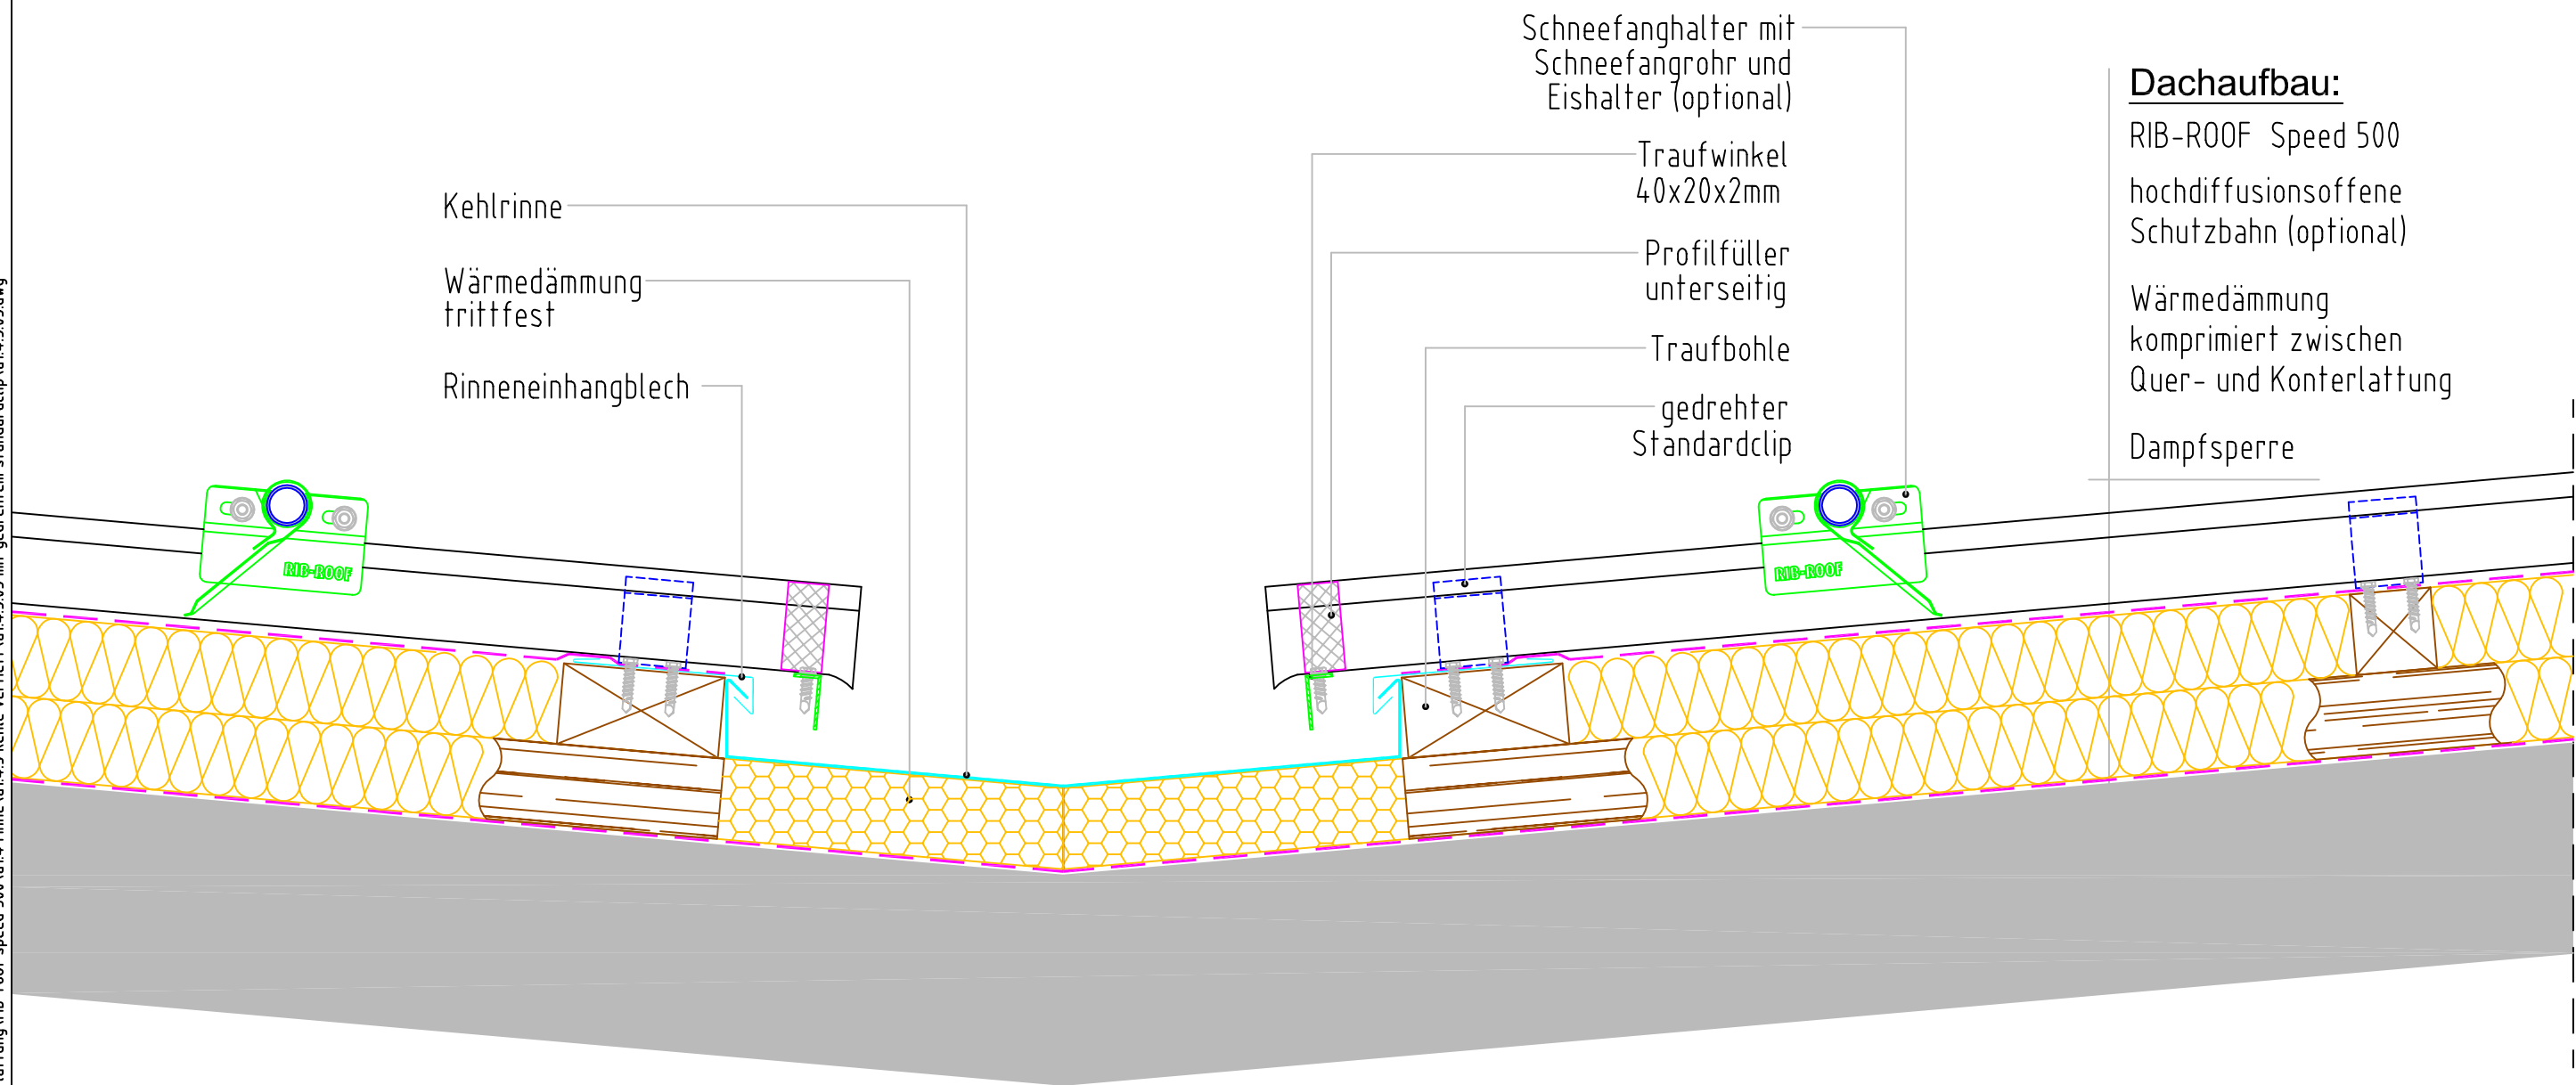 Kehlrinne
Wärmedämmung
trittfest
Rinneneinhangblech
Schneefanghalter mit
Schneefangrohr und
Eishalter (optional)
Traufwinkel
40x20x2mm
Profilfüller
unterseitig
Traufbohle
gedrehter
Standardclip
Dachaufbau:
RIB-ROOF Speed 500
hochdiffusionsoffene
Schutzbahn (optional)
Wärmedämmung
komprimiert zwischen
Quer- und Konterlattung
Dampfsperre
RIB-ROOF
RIB-ROOF